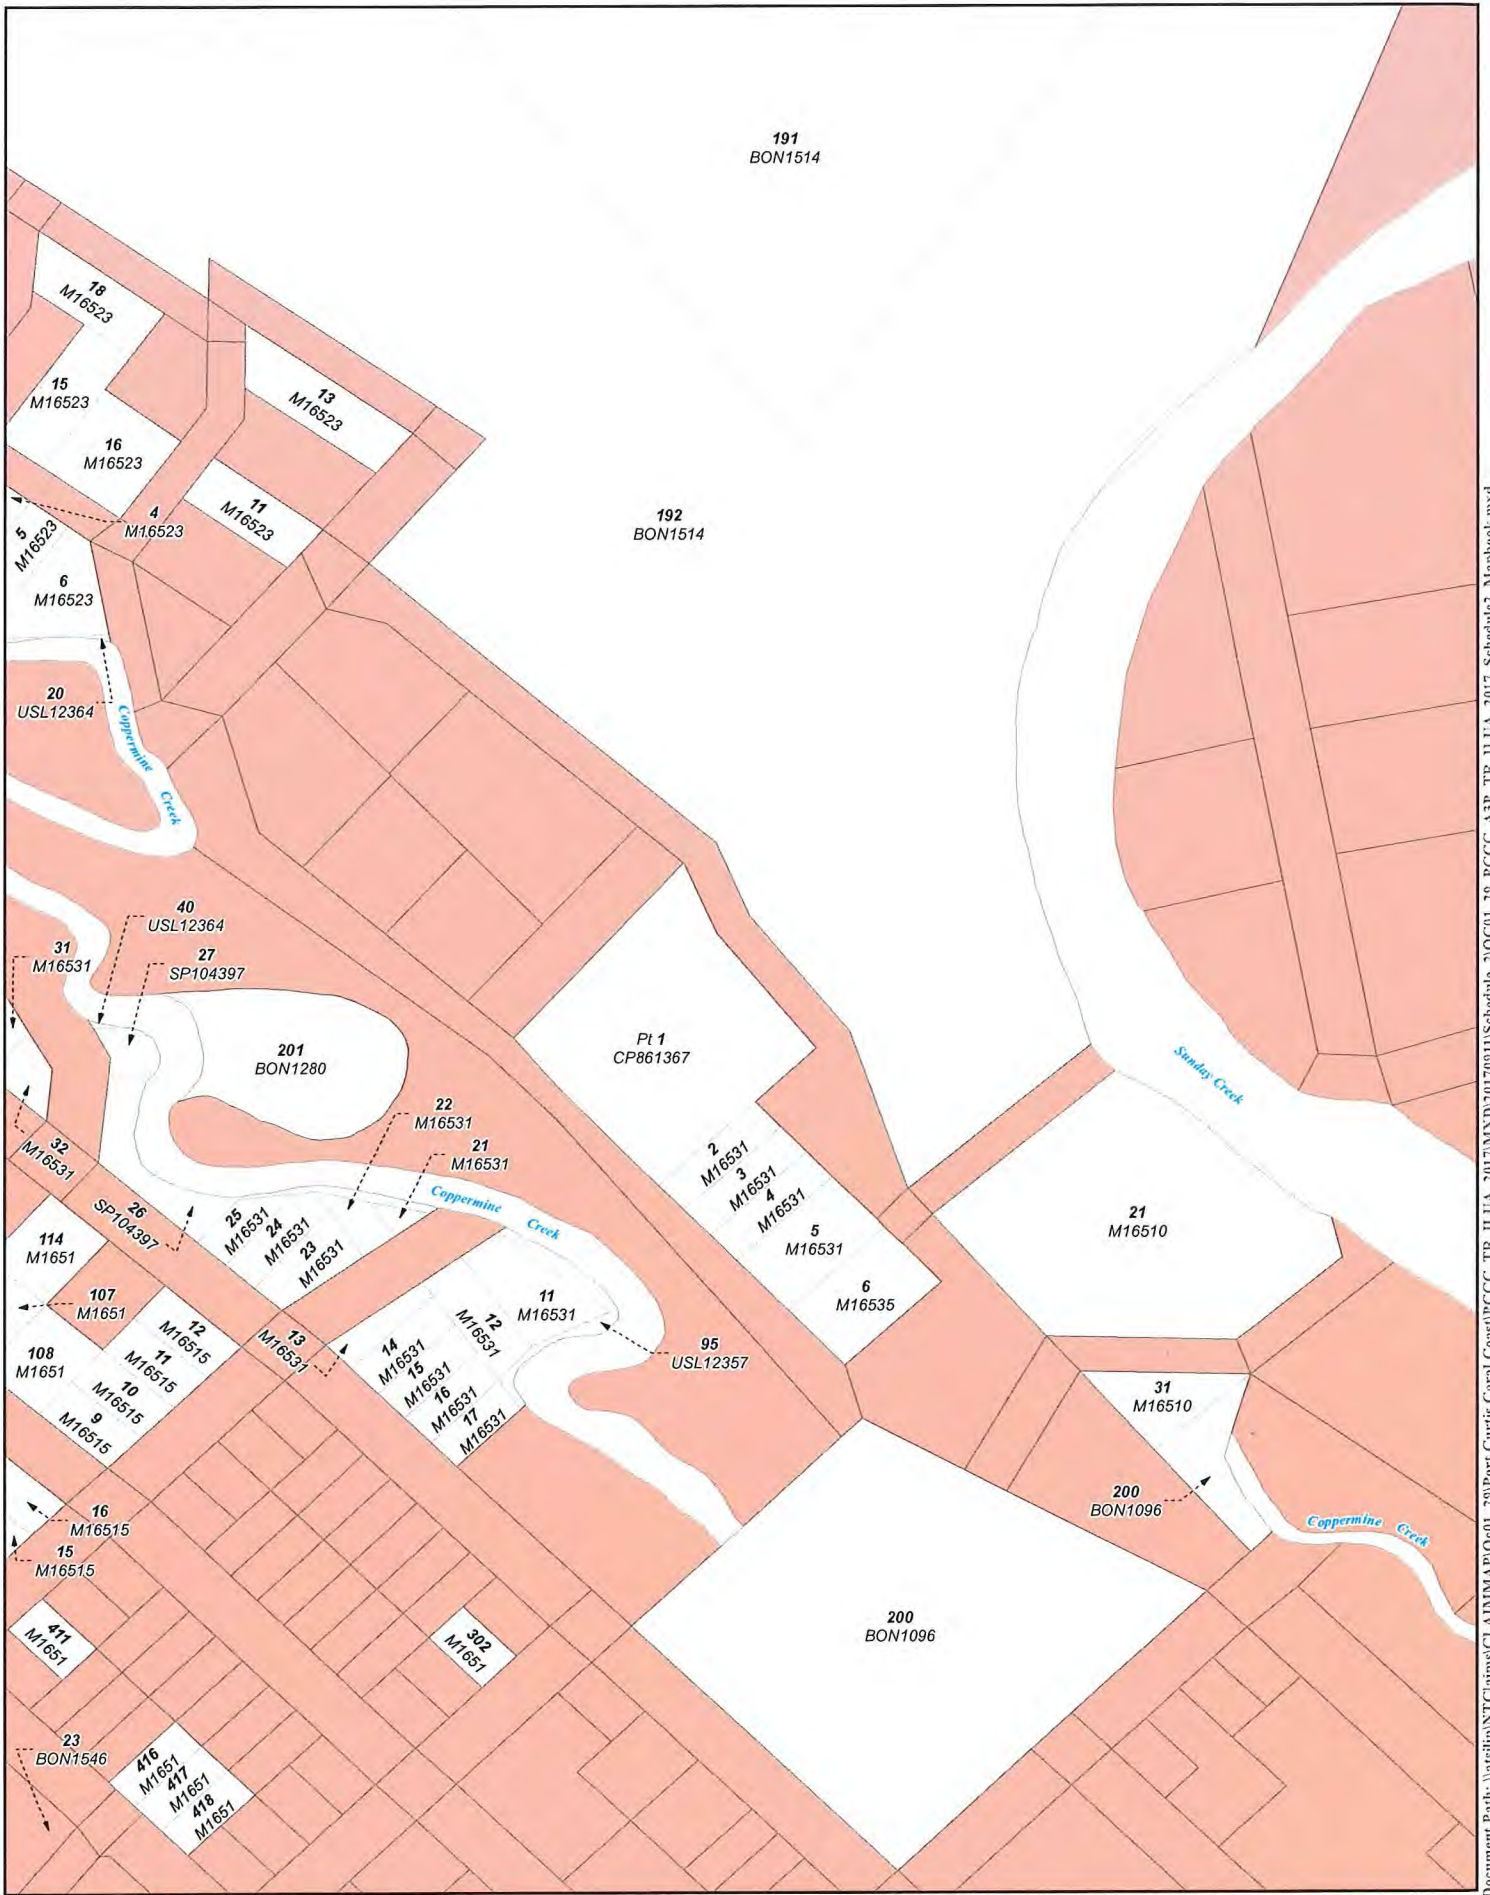 191
BON1514
18
M16523
13
M16523
15
M16523
16
M16523
11
M16523
4
M16523
5
M16523
192
BON1514
6
M16523
20
USL12364
Coppermine
Creek
40
USL12364
27
SP104397
31
M16531
201
BON1280
Pt 1
CP861367
Sunday Creek
22
M16531
21
M16531
32
M16531
2
M16531
3
M16531
4
M16531
5
M16531
6
M16535
21
M16510
Coppermine
Creek
26
SP104397
25
M16531
24
M16531
23
M16531
114
M1651
107
M1651
108
M1651
12
M16515
11
M16515
10
M16515
9
M16515
13
M16531
11
M16531
12
M16531
14
M16531
15
M16531
16
M16531
17
M16531
95
USL12357
31
M16510
200
BON1096
Coppermine
Creek
16
M16515
15
M16515
411
M1651
302
M1651
200
BON1096
23
BON1546
416
M1651
417
M1651
418
M1651